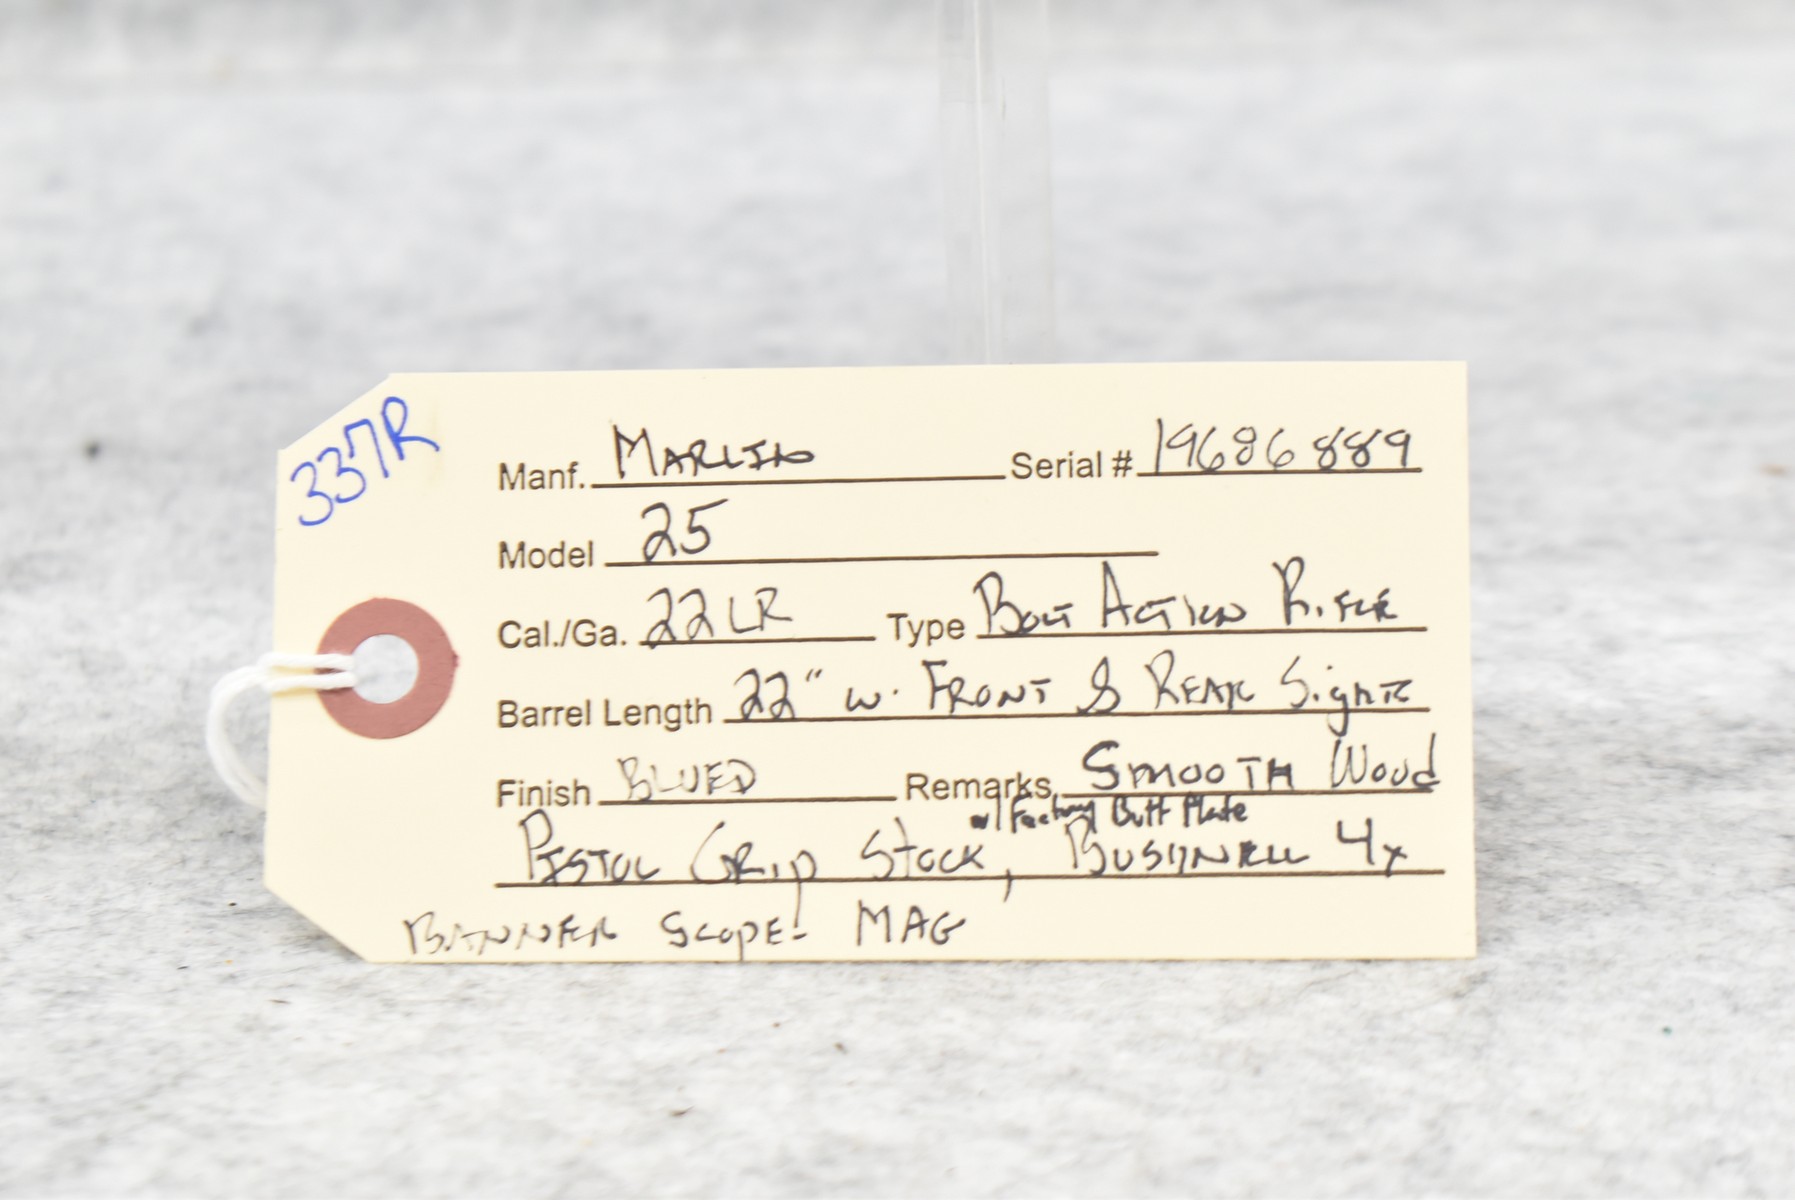 337R
Manf. MARLIN Serial # 19686889
Model 25
Cal./Ga. 22LR Type BOLT ACTION RIFLE
Barrel Length 22" w. FRONT & REAR SigHTS
Finish BLUED Remarks SMOOTH WOOD
w/ Factory Butt Plate
PISTOL GRIP STOCK, BUSHNELL 4x
BANNER SCOPE- MAG